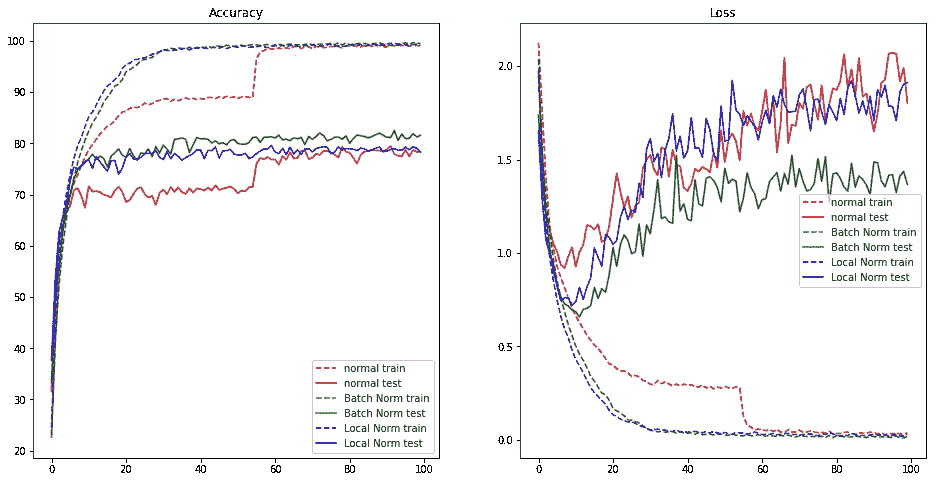 Accuracy
100
90
80
70
60
50
40
30
20
0
20
40
60
80
100
normal train
normal test
Batch Norm train
Batch Norm test
Local Norm train
Local Norm test
Loss
2.0
1.5
1.0
0.5
0.0
0
20
40
60
80
100
normal train
normal test
Batch Norm train
Batch Norm test
Local Norm train
Local Norm test